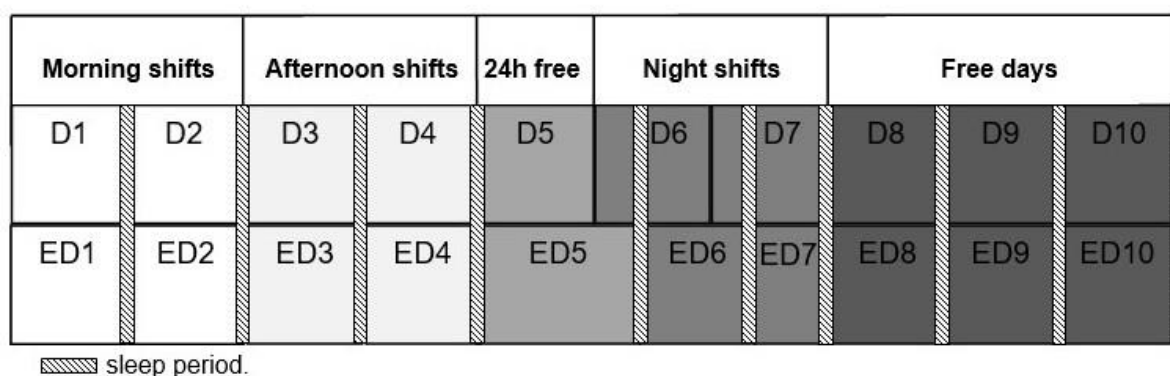 Morning shifts Afternoon shifts 24h free Night shifts Free days
D1 D2 D3 D4 D5 D6 D7 D8 D9 D10
ED1 ED2 ED3 ED4 ED5 ED6 ED7 ED8 ED9 ED10
sleep period.